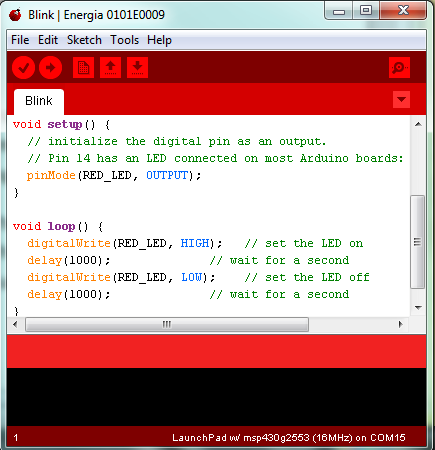 Blink | Energia 0101E0009
File Edit Sketch Tools Help
Blink
void setup() {
  // initialize the digital pin as an output.
  // Pin 14 has an LED connected on most Arduino boards:
  pinMode(RED_LED, OUTPUT);
}

void loop() {
  digitalWrite(RED_LED, HIGH);   // set the LED on
  delay(1000);              // wait for a second
  digitalWrite(RED_LED, LOW);    // set the LED off
  delay(1000);              // wait for a second
}
1 LaunchPad w/ msp430g2553 (16MHz) on COM15